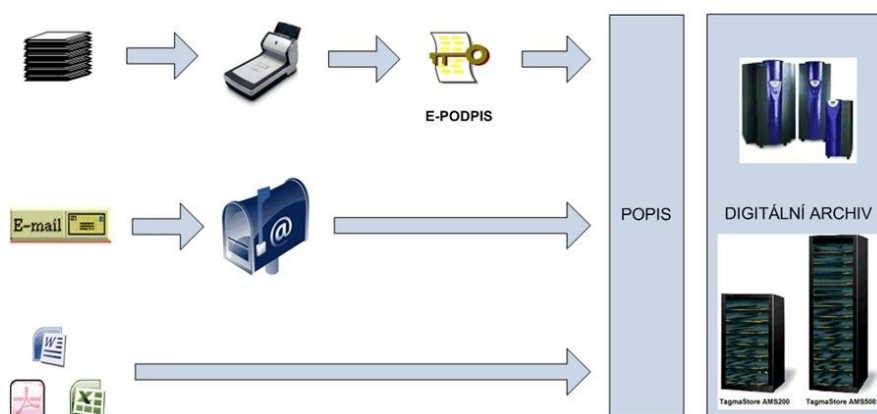 E-PODPIS
E-mail
@
POPIS
DIGITÁLNÍ ARCHIV
W
X
TagmaStore AMS200
TagmaStore AMS500